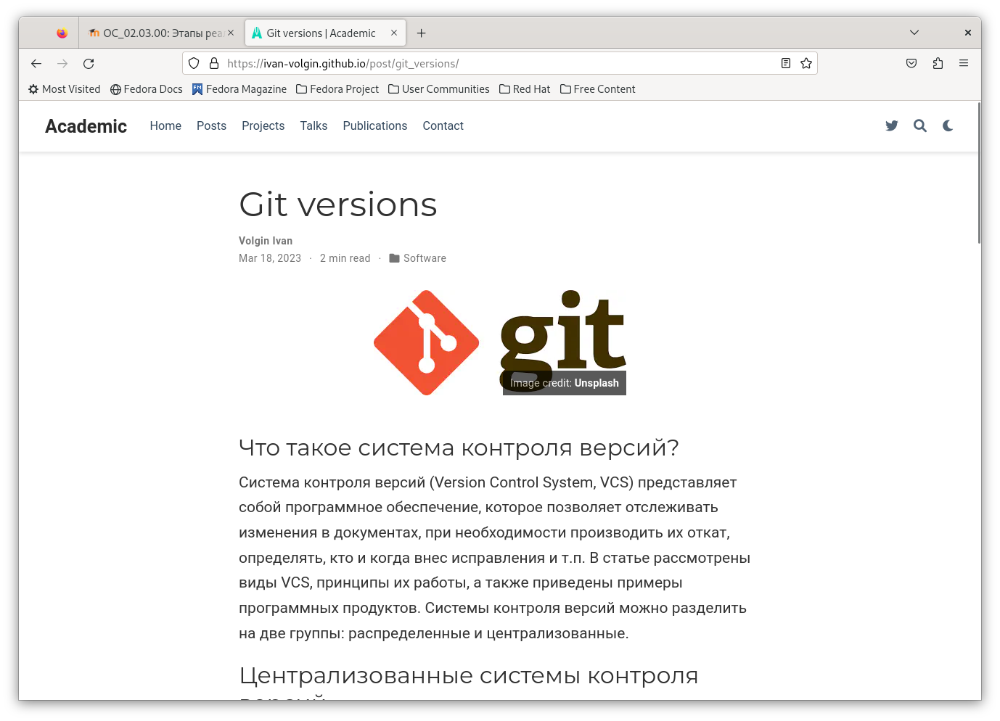 ОС_02.03.00: Этапы реа
Git versions | Academic
https://ivan-volgin.github.io/post/git_versions/
Most Visited
Fedora Docs
Fedora Magazine
Fedora Project
User Communities
Red Hat
Free Content
Academic
Home
Posts
Projects
Talks
Publications
Contact
Git versions
Volgin Ivan
Mar 18, 2023 · 2 min read · Software
git
Image credit: Unsplash
Что такое система контроля версий?
Система контроля версий (Version Control System, VCS) представляет
собой программное обеспечение, которое позволяет отслеживать
изменения в документах, при необходимости производить их откат,
определять, кто и когда внес исправления и т.п. В статье рассмотрены
виды VCS, принципы их работы, а также приведены примеры
программных продуктов. Системы контроля версий можно разделить
на две группы: распределенные и централизованные.
Централизованные системы контроля